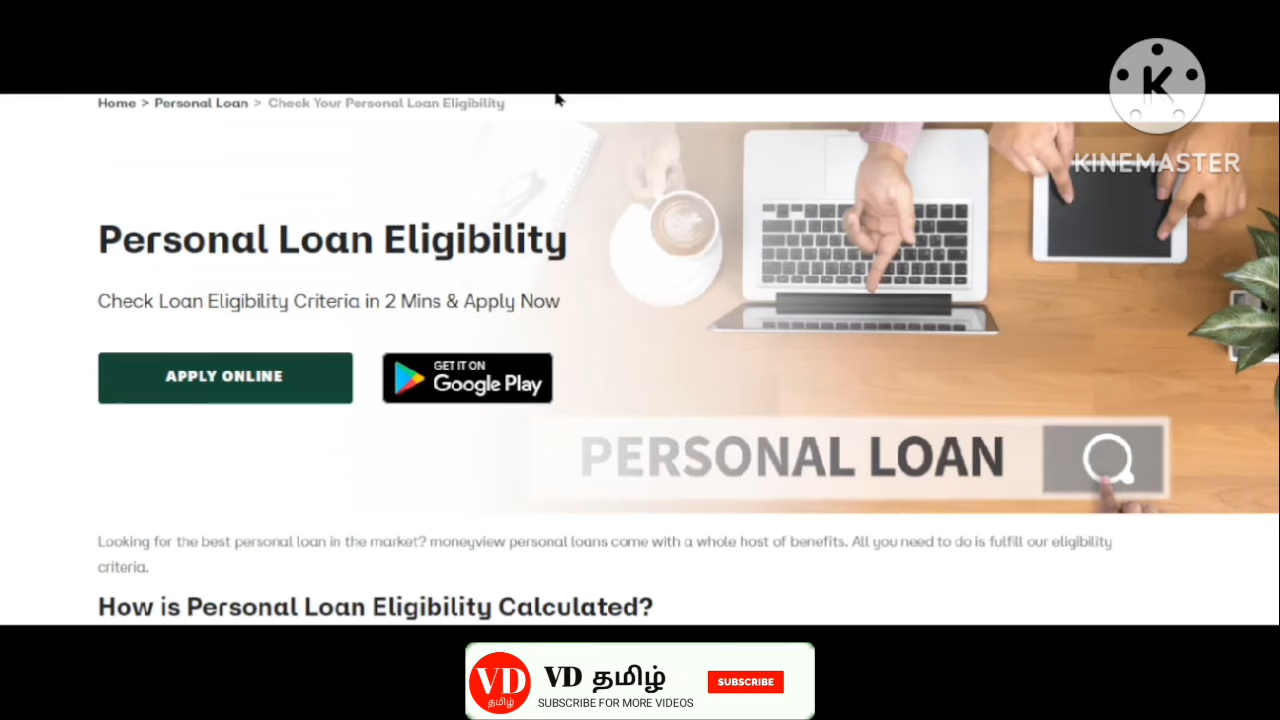 Home > Personal Loan > Check Your Personal Loan Eligibility
K
KINEMASTER
Personal Loan Eligibility
Check Loan Eligibility Criteria in 2 Mins & Apply Now
APPLY ONLINE
GET IT ON
Google Play
PERSONAL LOAN
Looking for the best personal loan in the market? moneyview personal loans come with a whole host of benefits. All you need to do is fulfill our eligibility
criteria.
How is Personal Loan Eligibility Calculated?
VD
தமிழ்
VD தமிழ்
SUBSCRIBE
SUBSCRIBE FOR MORE VIDEOS